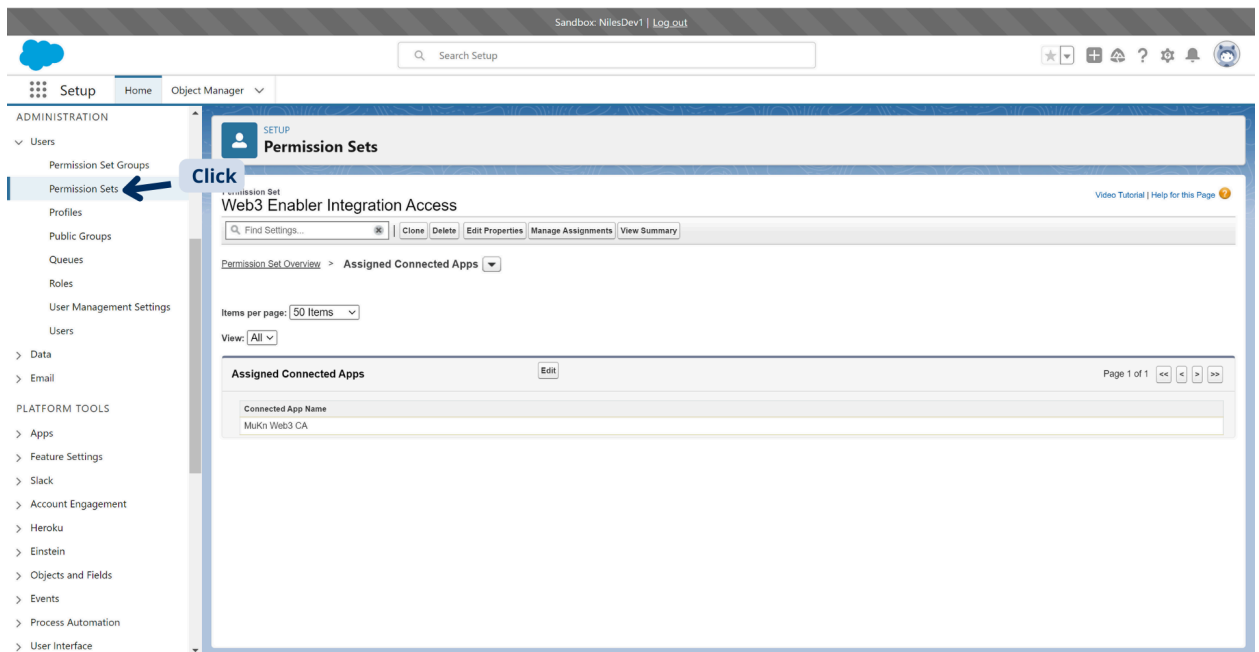 Sandbox: NilesDev1 | Log out
Search Setup
Setup
Home
Object Manager
ADMINISTRATION
Users
Permission Set Groups
Permission Sets
Profiles
Public Groups
Queues
Roles
User Management Settings
Users
Data
Email
PLATFORM TOOLS
Apps
Feature Settings
Slack
Account Engagement
Heroku
Einstein
Objects and Fields
Events
Process Automation
User Interface
Click
SETUP
Permission Sets
Permission Set
Web3 Enabler Integration Access
Video Tutorial | Help for this Page
Find Settings... | Clone Delete Edit Properties Manage Assignments View Summary
Permission Set Overview > Assigned Connected Apps
Items per page: 50 Items
View: All
Assigned Connected Apps Edit Page 1 of 1 << < > >>
Connected App Name
MuKn Web3 CA